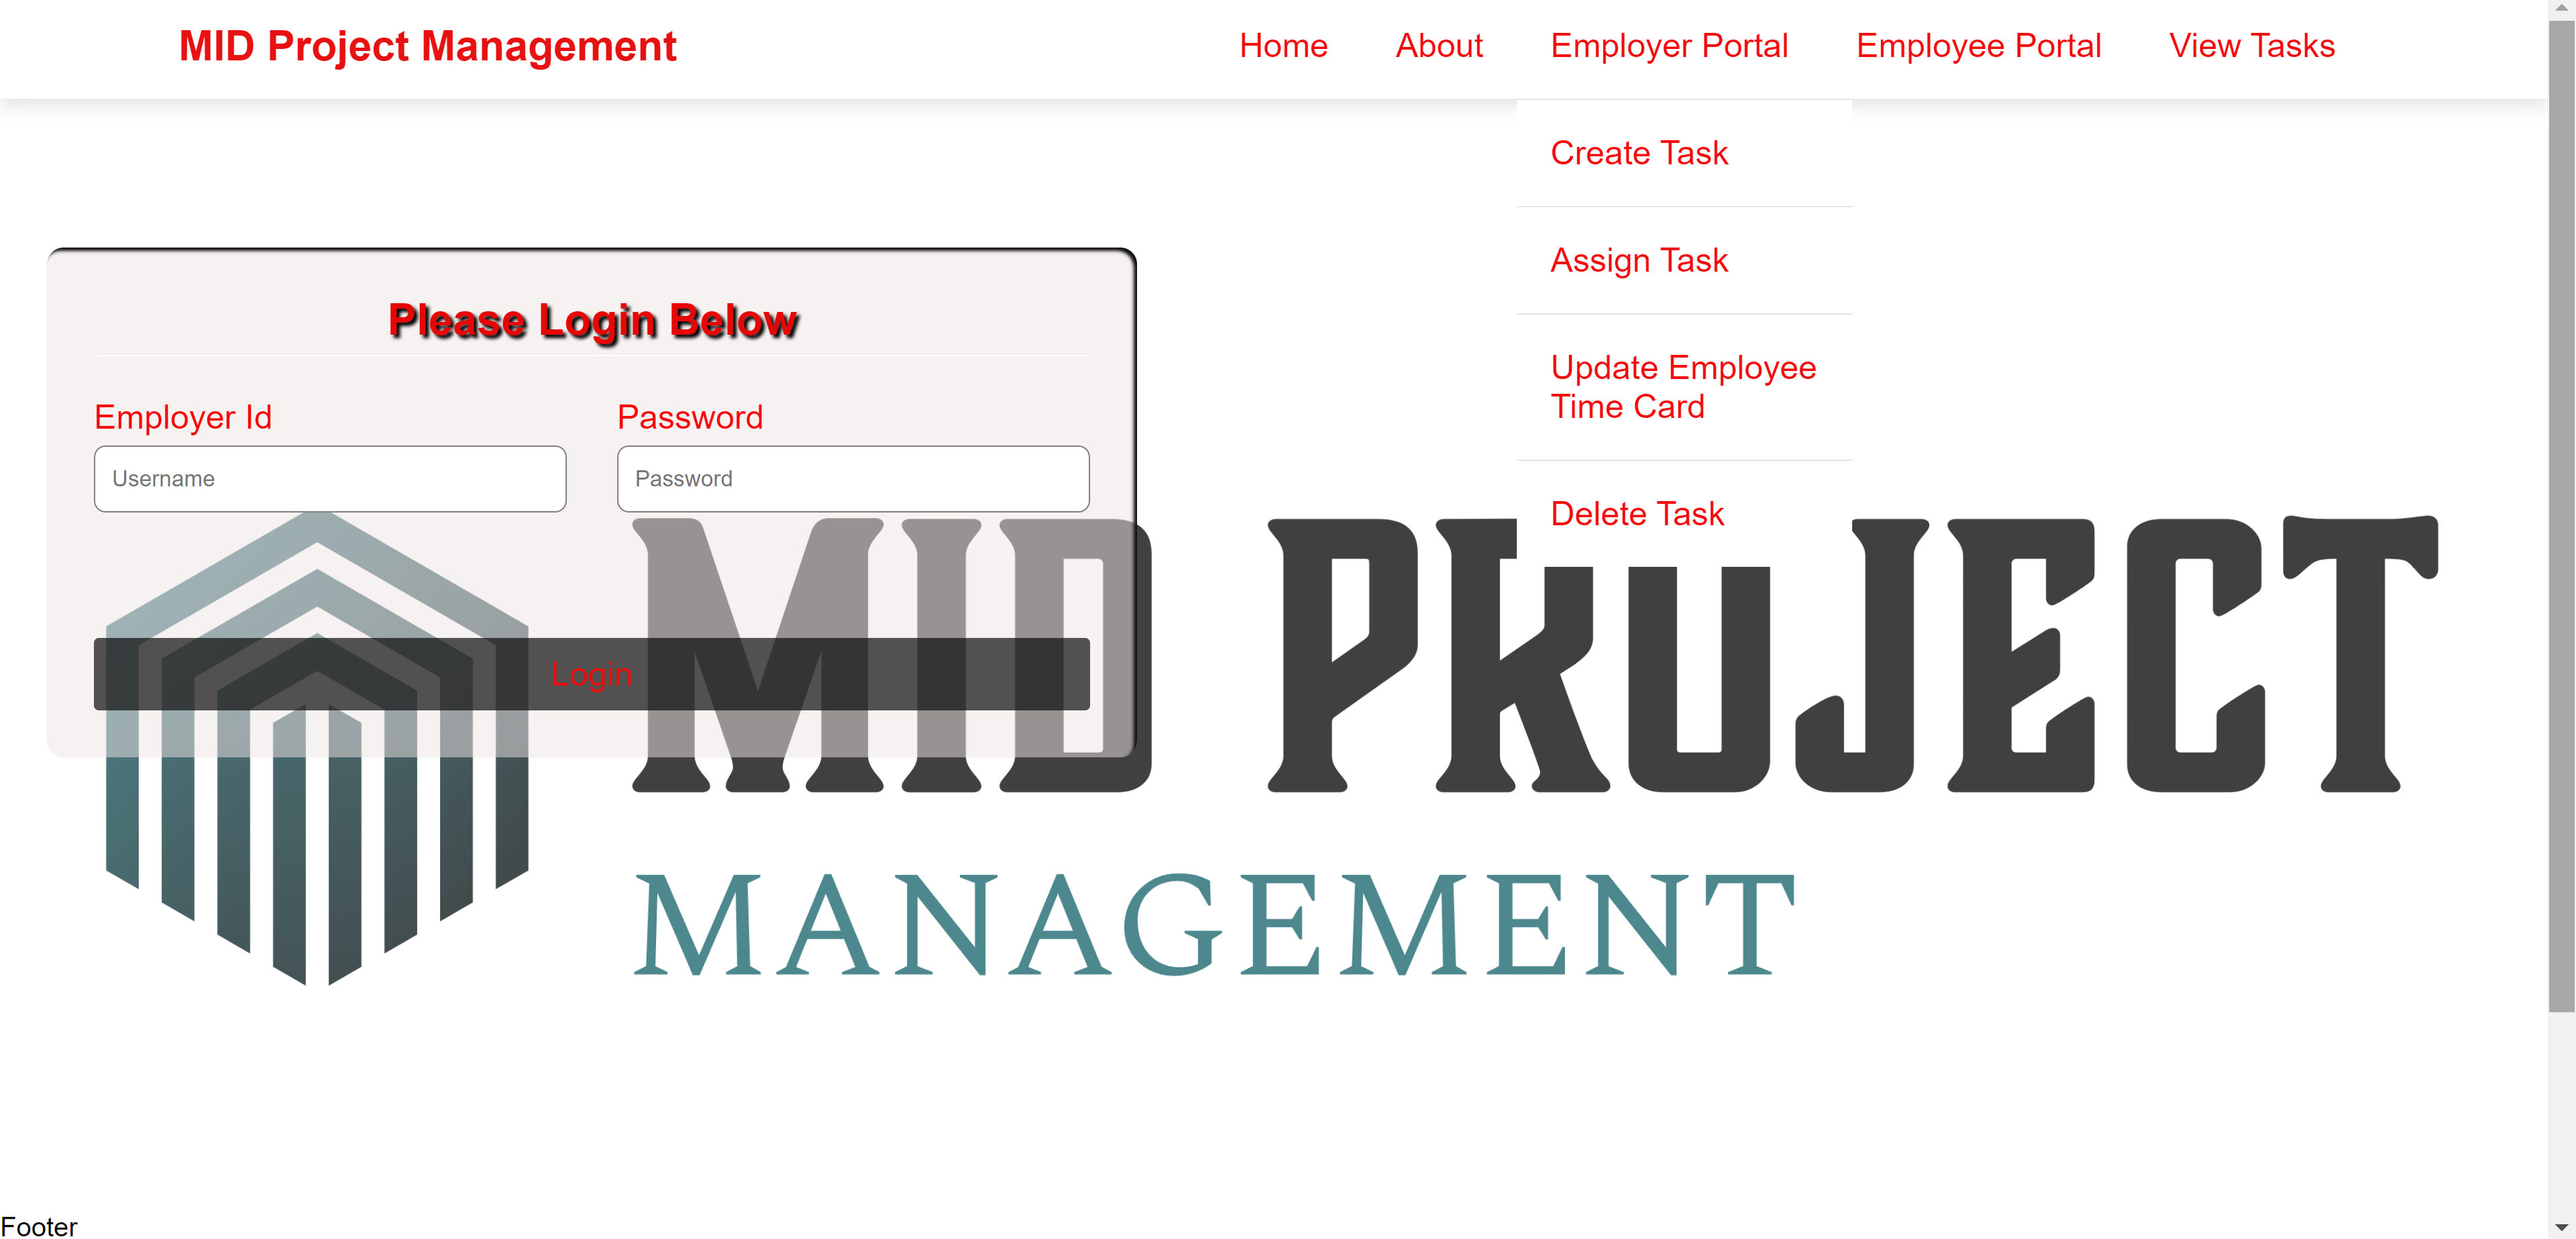 MID Project Management
Home About Employer Portal Employee Portal View Tasks
Create Task
Assign Task
Update Employee
Time Card
Delete Task
Please Login Below
Employer Id Password
Username Password
Login
MID PROJECT
MANAGEMENT
Footer